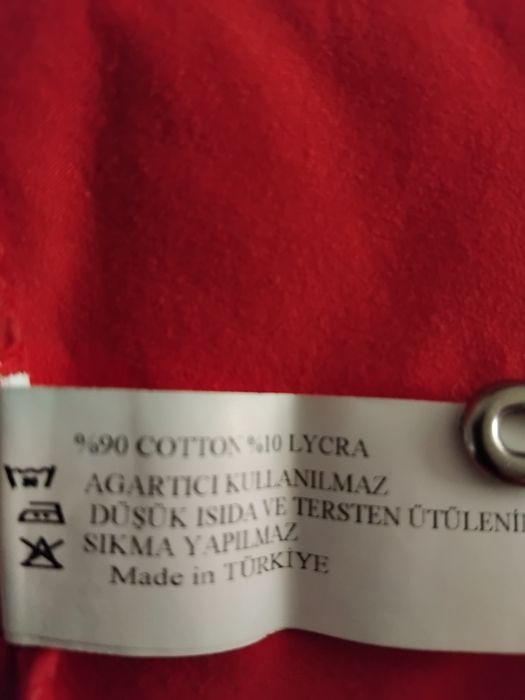 %90 COTTON %10 LYCRA
AGARTICI KULLANILMAZ
DÜŞÜK ISIDA VE TERSTEN ÜTÜLENİR
SIKMA YAPILMAZ
Made in TÜRKİYE